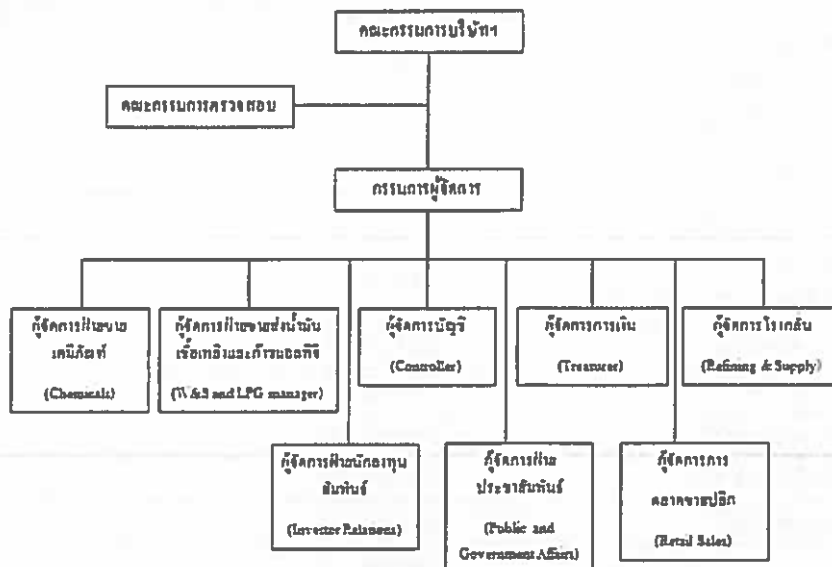 คณะกรรมการบริษัทฯ
คณะกรรมการตรวจสอบ
กรรมการผู้จัดการ
ผู้จัดการฝ่ายขาย
เคมีภัณฑ์
(Chemicals)
ผู้จัดการฝ่ายขายส่งน้ำมัน
เชื้อเพลิงและก๊าซแอลพีจี
(W&S and LPG manager)
ผู้จัดการบัญชี
(Controller)
ผู้จัดการการเงิน
(Treasurer)
ผู้จัดการโรงกลั่น
(Refining & Supply)
ผู้จัดการฝ่ายนักลงทุน
สัมพันธ์
(Investor Relations)
ผู้จัดการฝ่าย
ประชาสัมพันธ์
(Public and
Government Affairs)
ผู้จัดการการ
ตลาดขายปลีก
(Retail Sales)